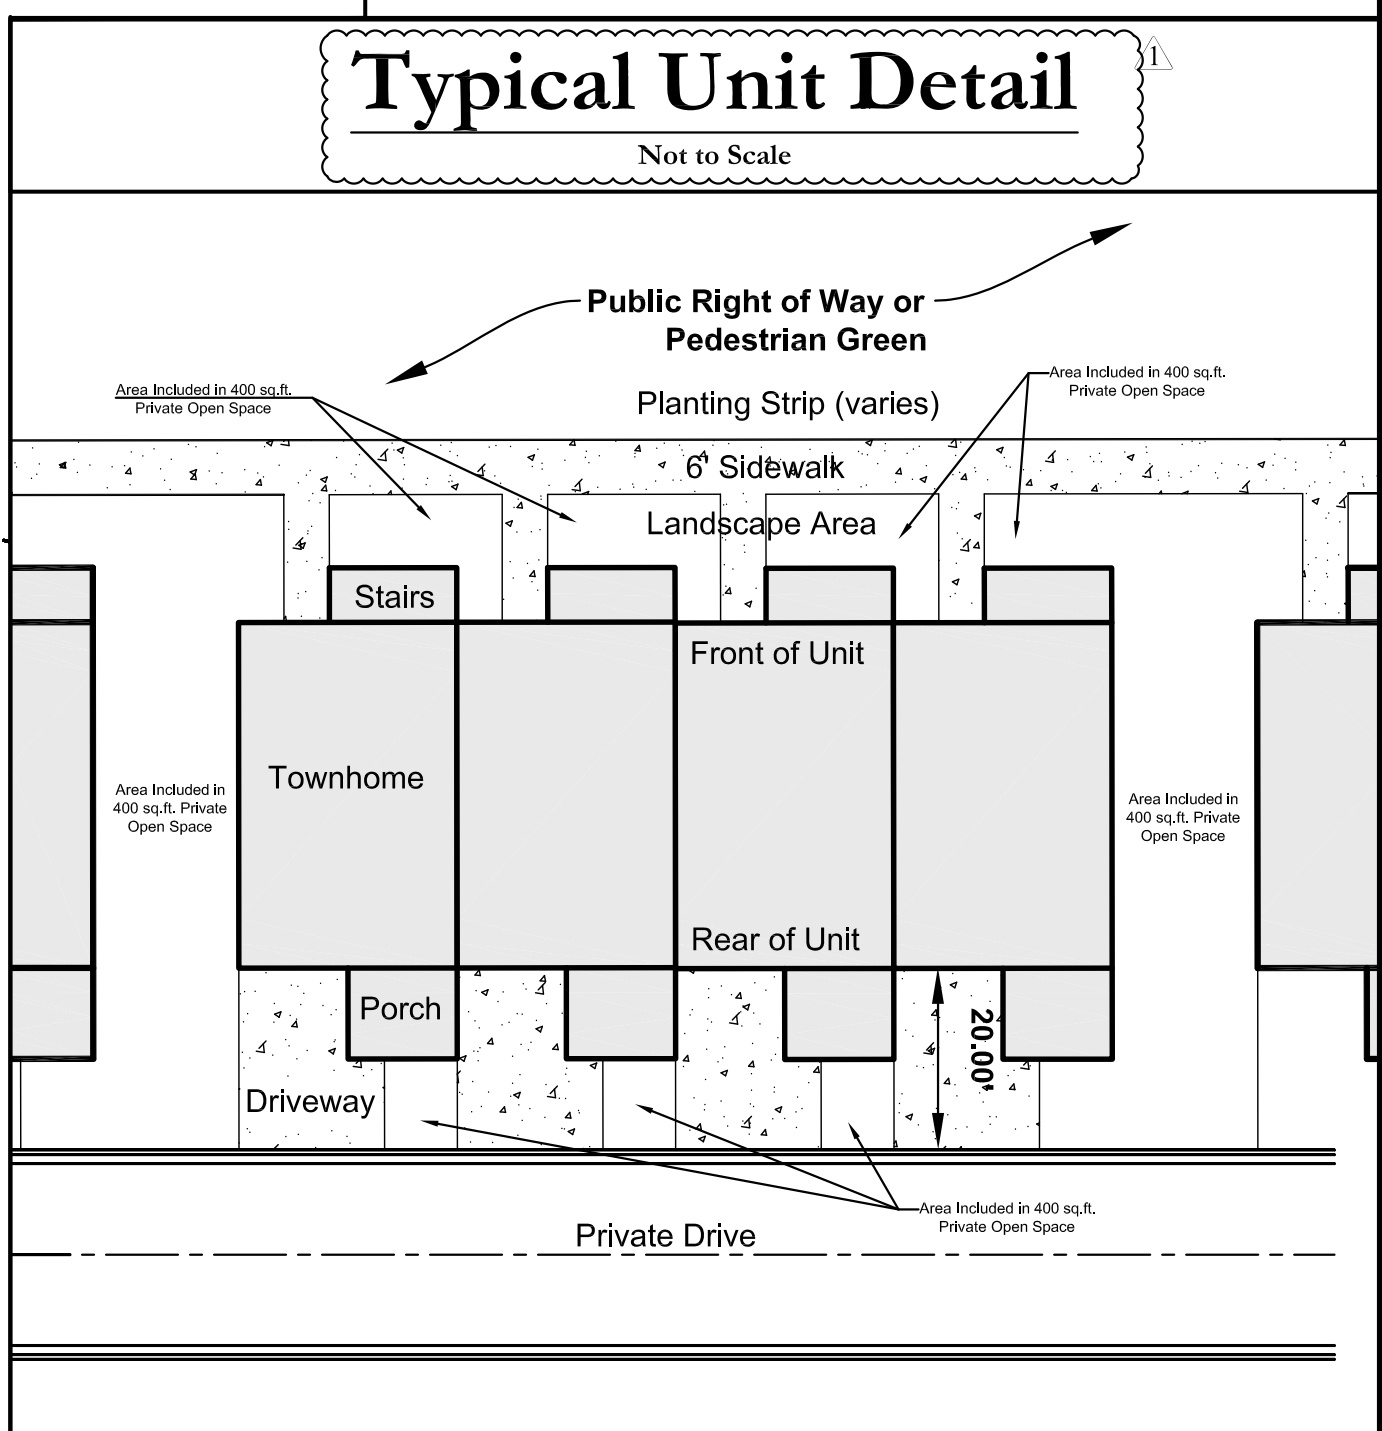 Typical Unit Detail
1
Not to Scale
Public Right of Way or
Pedestrian Green
Area Included in 400 sq.ft.
Private Open Space
Area Included in 400 sq.ft.
Private Open Space
Planting Strip (varies)
6' Sidewalk
Landscape Area
Stairs
Front of Unit
Townhome
Area Included in
400 sq.ft. Private
Open Space
Area Included in
400 sq.ft. Private
Open Space
Rear of Unit
Porch
20.00'
Driveway
Area Included in 400 sq.ft.
Private Open Space
Private Drive